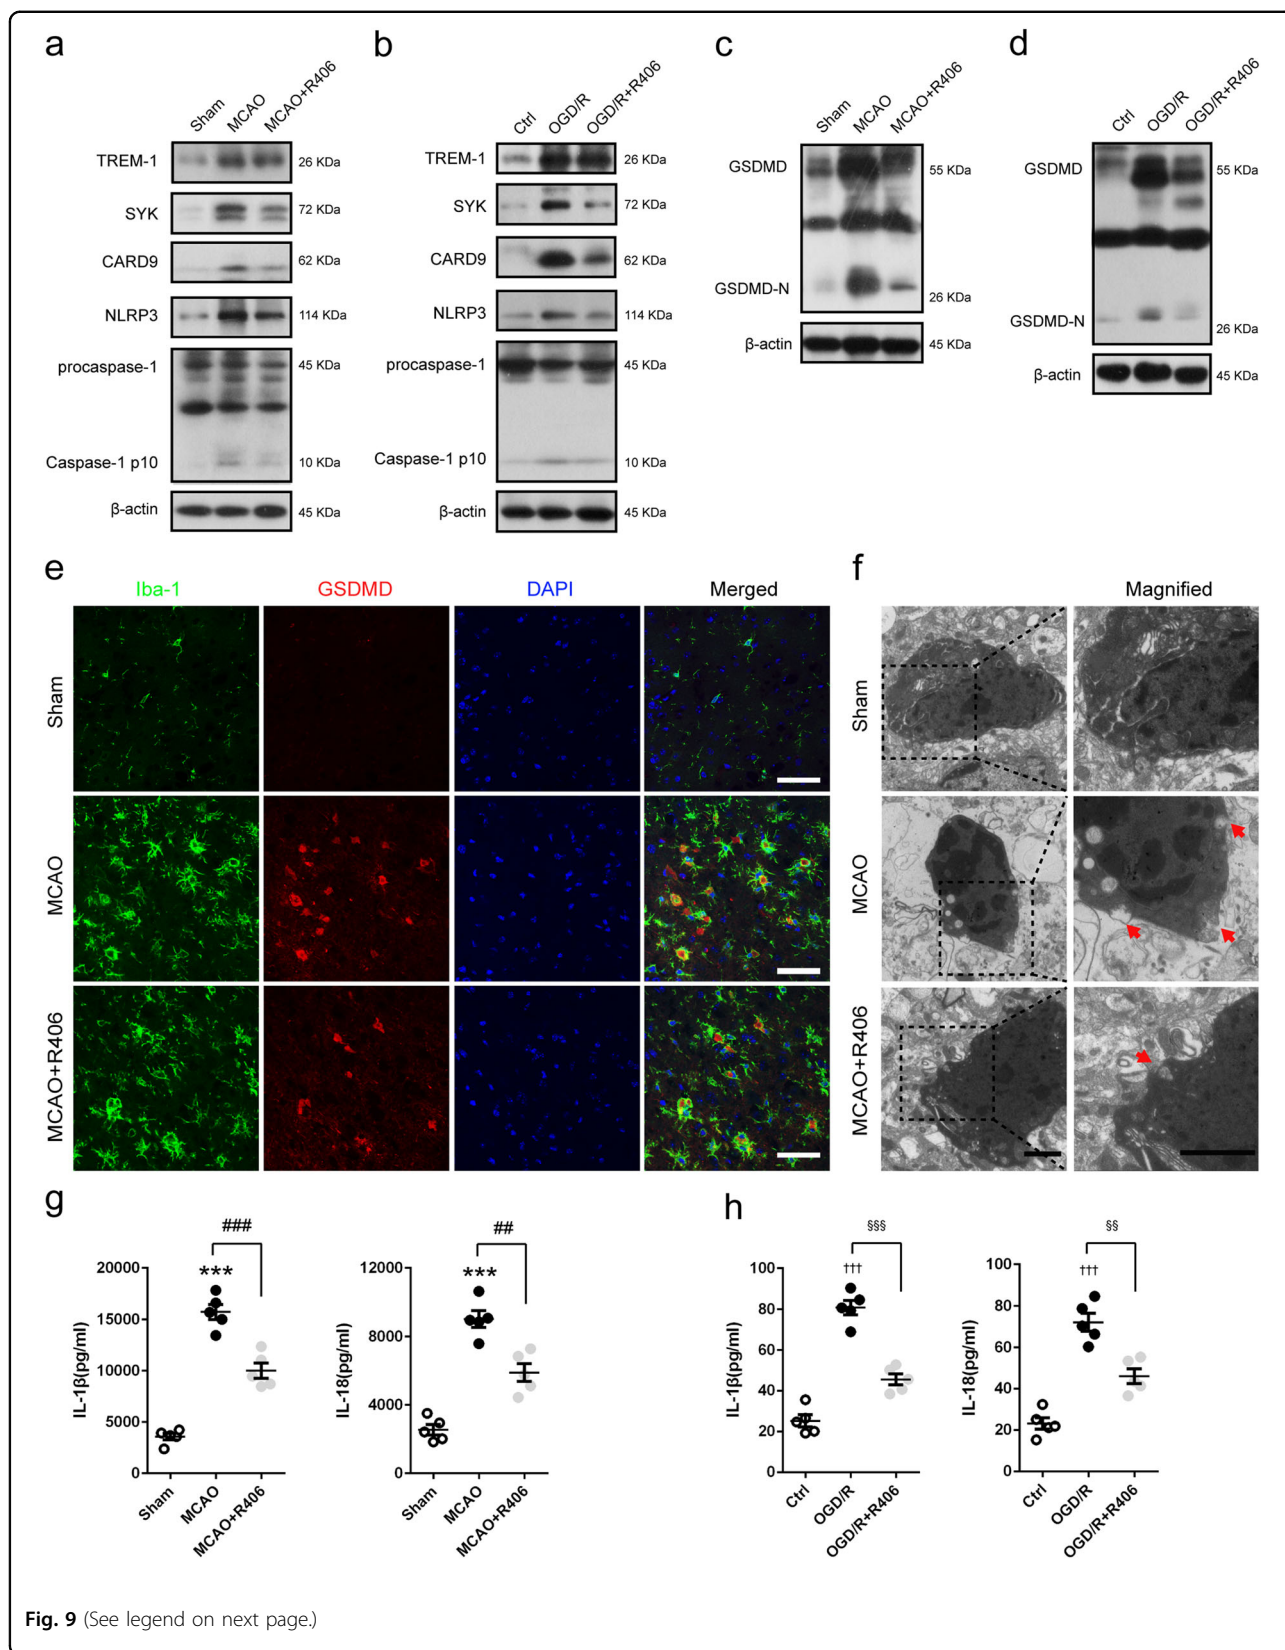 a
Sham
MCAO
MCAO+R406
TREM-1
26 KDa
SYK
72 KDa
CARD9
62 KDa
NLRP3
114 KDa
procaspase-1
45 KDa
Caspase-1 p10
10 KDa
β-actin
45 KDa
b
Ctrl
OGD/R
OGD/R+R406
TREM-1
26 KDa
SYK
72 KDa
CARD9
62 KDa
NLRP3
114 KDa
procaspase-1
45 KDa
Caspase-1 p10
10 KDa
β-actin
45 KDa
c
Sham
MCAO
MCAO+R406
GSDMD
55 KDa
GSDMD-N
26 KDa
β-actin
45 KDa
d
Ctrl
OGD/R
OGD/R+R406
GSDMD
55 KDa
GSDMD-N
26 KDa
β-actin
45 KDa
e
Iba-1
GSDMD
DAPI
Merged
Sham
MCAO
MCAO+R406
f
Magnified
Sham
MCAO
MCAO+R406
g
###
***
20000
15000
10000
5000
0
IL-1β(pg/ml)
Sham
MCAO
MCAO+R406
##
***
12000
8000
4000
0
IL-18(pg/ml)
Sham
MCAO
MCAO+R406
h
§§§
†††
100
80
60
40
20
0
IL-1β(pg/ml)
Ctrl
OGD/R
OGD/R+R406
§§
†††
100
80
60
40
20
0
IL-18(pg/ml)
Ctrl
OGD/R
OGD/R+R406
Fig. 9 (See legend on next page.)